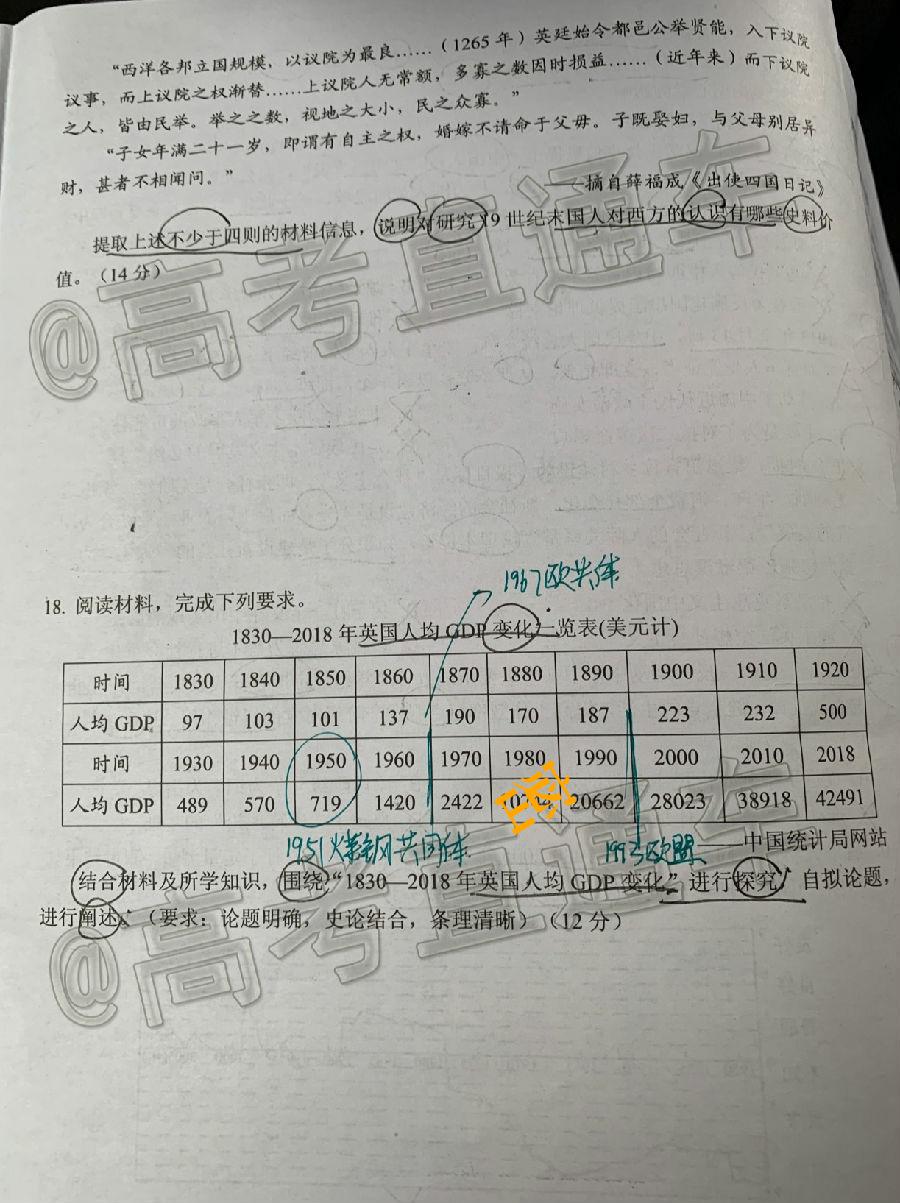 “西洋各邦立国规模，以议院为最良……（1265年）英廷始令都邑公举贤能，入下议院
议事，而上议院之权渐替……上议院人无常额，多寡之数因时损益……（近年来）而下议院
之人，皆由民举。举之之数，视地之大小，民之众寡。”
“子女年满二十一岁，即谓有自主之权，婚嫁不请命于父毋。子既娶妇，与父母别居异
财，甚者不相闻问。”
——摘自薛福成《出使四国日记》
提取上述不少于四则的材料信息，说明对研究19世纪末国人对西方的认识有哪些史料价
值。（14分）
@高考直通车
1967欧共体
18. 阅读材料，完成下列要求。
1830—2018年英国人均GDP变化一览表(美元计)
时间 1830 1840 1850 1860 1870 1880 1890 1900 1910 1920
人均GDP 97 103 101 137 190 170 187 223 232 500
时间 1930 1940 1950 1960 1970 1980 1990 2000 2010 2018
人均GDP 489 570 719 1420 2422 20662 28023 38918 42491
1951煤钢共同体 1993欧盟 ——中国统计局网站
结合材料及所学知识，围绕“1830—2018年英国人均GDP变化”进行探究，自拟论题，
进行阐述。（要求：论题明确，史论结合，条理清晰）（12分）
@高考直通车